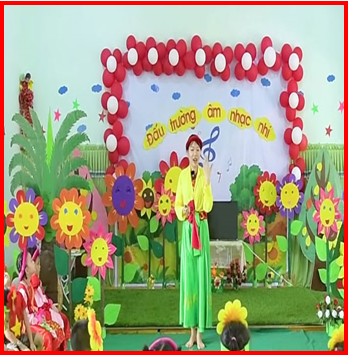 Đấu trường âm nhạc nhí